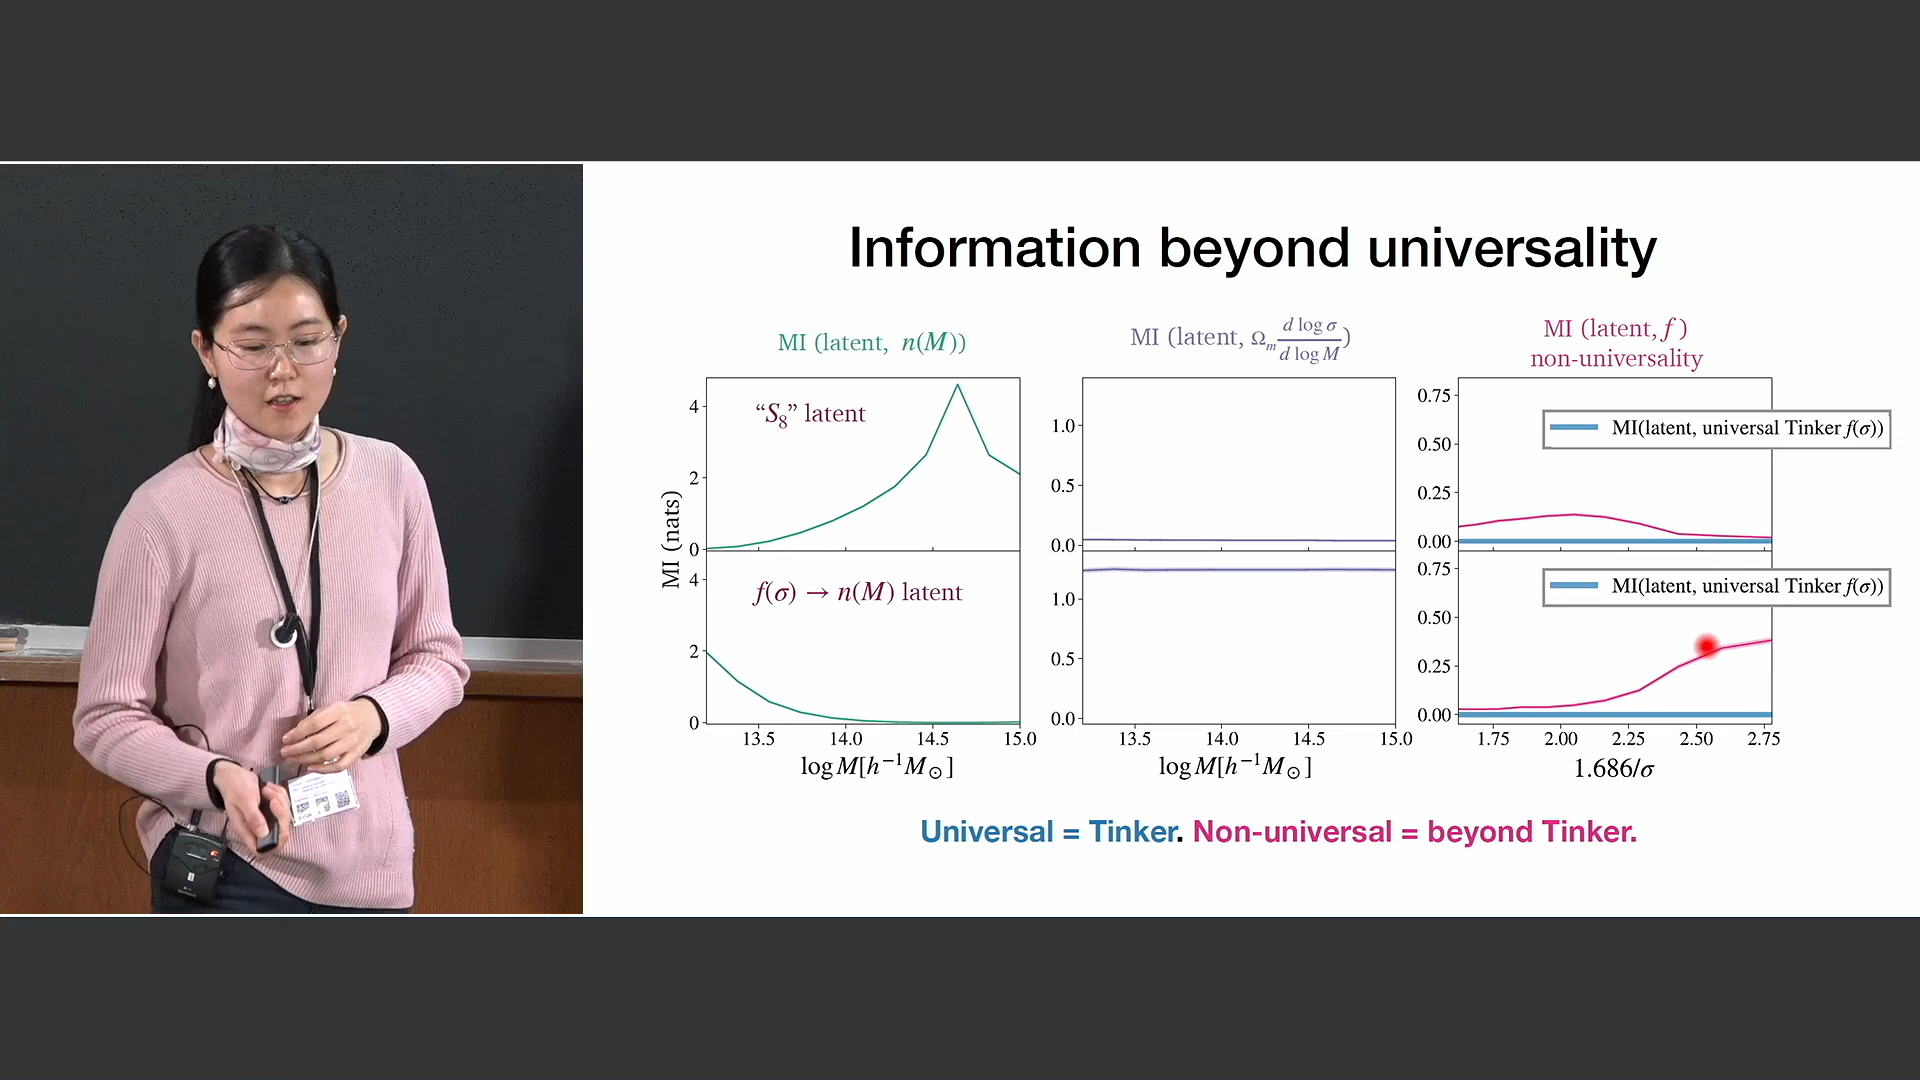 Information beyond universality
MI (latent, n(M))
MI (latent, Ωₘ d log σ / d log M)
MI (latent, f)
non-universality
MI (nats)
4
2
0
"S₈" latent
4
2
0
f(σ) → n(M) latent
13.5 14.0 14.5 15.0
log M[h⁻¹M⊙]
1.0
0.5
0.0
1.0
0.5
0.0
13.5 14.0 14.5 15.0
log M[h⁻¹M⊙]
0.75
0.50
0.25
0.00
MI(latent, universal Tinker f(σ))
0.75
0.50
0.25
0.00
MI(latent, universal Tinker f(σ))
1.75 2.00 2.25 2.50 2.75
1.686/σ
Universal = Tinker. Non-universal = beyond Tinker.